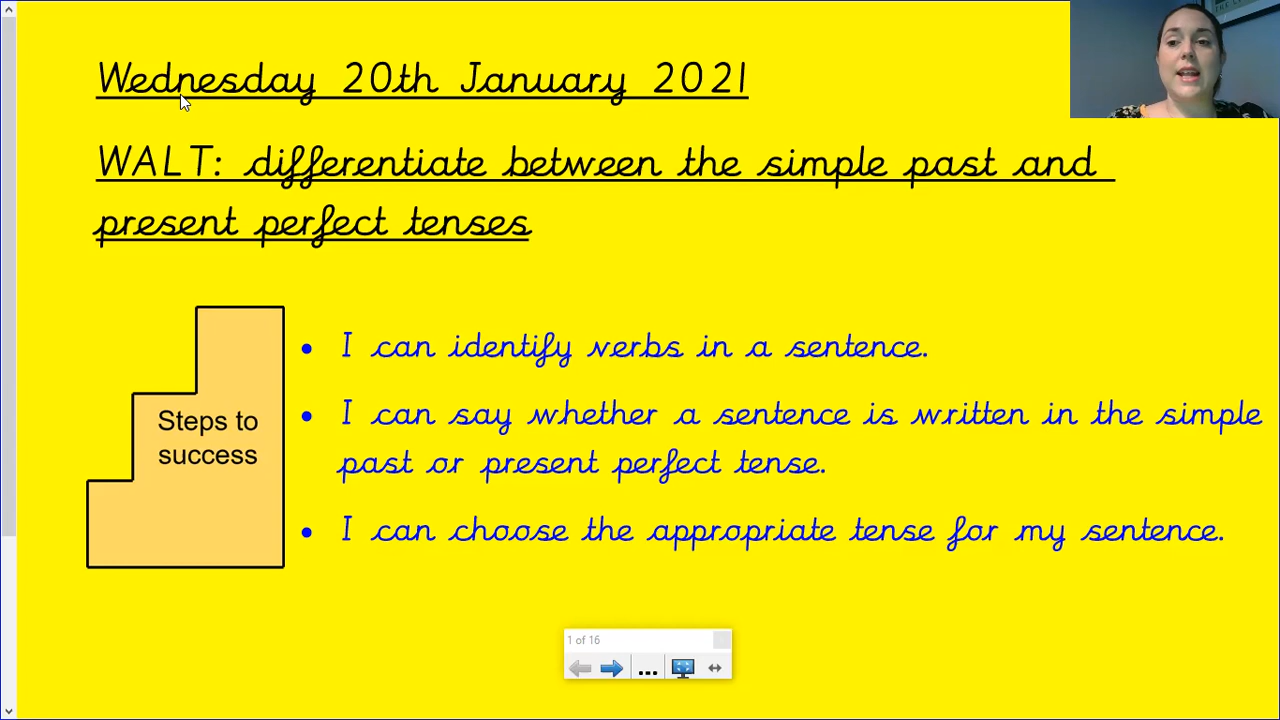 Wednesday 20th January 2021
WALT: differentiate between the simple past and
present perfect tenses
Steps to
success
• I can identify verbs in a sentence.
• I can say whether a sentence is written in the simple
past or present perfect tense.
• I can choose the appropriate tense for my sentence.
1 of 16